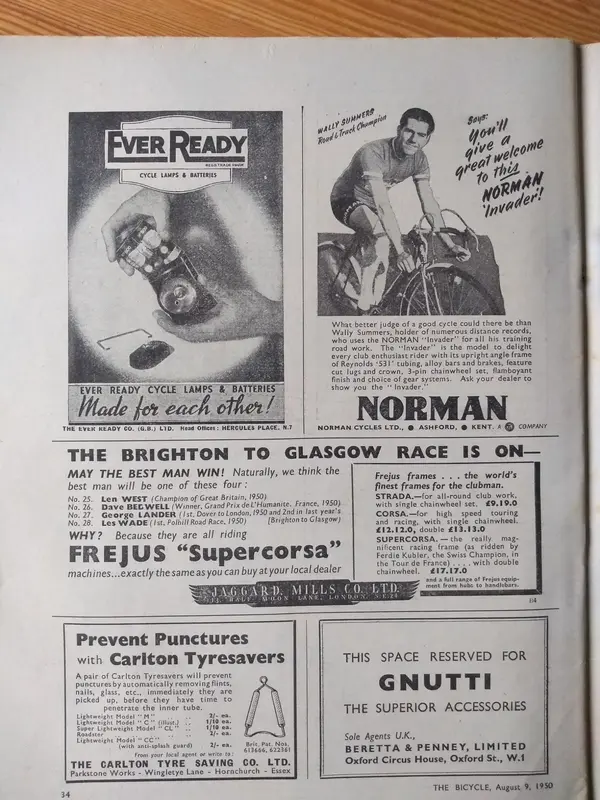 EVER READY
REGD TRADE MARK
CYCLE LAMPS & BATTERIES
EVER READY CYCLE LAMPS & BATTERIES
Made for each other!
THE EVER READY CO. (G.B.) LTD. Head Offices: HERCULES PLACE, N.7
WALLY SUMMERS
Road & Track Champion
Says:
You'll
give a
great welcome
to this
NORMAN
'Invader'!
What better judge of a good cycle could there be than
Wally Summers, holder of numerous distance records,
who uses the NORMAN "Invader" for all his training
road work. The "Invader" is the model to delight
every club enthusiast rider with its upright angle frame
of Reynolds '531' tubing, alloy bars and brakes, feature
cut lugs and crown, 3-pin chainwheel set, flamboyant
finish and choice of gear systems. Ask your dealer to
show you the "Invader."
NORMAN
NORMAN CYCLES LTD., ● ASHFORD, ● KENT. A COMPANY
THE BRIGHTON TO GLASGOW RACE IS ON—
MAY THE BEST MAN WIN! Naturally, we think the
best man will be one of these four:
No. 25. Len WEST (Champion of Great Britain, 1950)
No. 26. Dave BEDWELL (Winner, Grand Prix de L'Humanite, France, 1950)
No. 27. George LANDER (1st, Dover to London, 1950 and 2nd in last year's
No. 28. Les WADE (1st, Folhill Road Race, 1950) [Brighton to Glasgow)
WHY? Because they are all riding
FREJUS "Supercorsa"
machines...exactly the same as you can buy at your local dealer
Frejus frames . . . the world's
finest frames for the clubman.
STRADA.—for all-round club work,
with single chainwheel set. £9.19.0
CORSA.—for high speed touring
and racing, with single chainwheel.
£12.12.0, double £13.13.0
SUPERCORSA. — the really mag-
nificent racing frame (as ridden by
Ferdie Kubler, the Swiss Champion, in
the Tour de France) . . . with double
chainwheel. £17.17.0
and a full range of Frejus equip-
ment from hubs to handlebars.
JAGGARD, MILLS CO. LTD.
HALF MOON LANE, LONDON, S.E.24
Prevent Punctures
with Carlton Tyresavers
A pair of Carlton Tyresavers will prevent
punctures by automatically removing flints,
nails, glass, etc., immediately they are
picked up, before they have time to
penetrate the inner tube.
Lightweight Model "M" .. 2/- ea.
Lightweight Model "C" (illust.) .. 1/10 ea.
Super Lightweight Model "CL" .. 1/10 ea.
Roadster .. 2/- ea.
Lightweight Model "CC"
(with anti-splash guard) .. 2/- ea.
Brit. Pat. Nos.
613646, 622361
From your local agent or write to:
THE CARLTON TYRE SAVING CO. LTD.
Parkstone Works - Wingletye Lane - Hornchurch - Essex
THIS SPACE RESERVED FOR
GNUTTI
THE SUPERIOR ACCESSORIES
Sole Agents U.K.,
BERETTA & PENNY, LIMITED
Oxford Circus House, Oxford St., W.1
34
THE BICYCLE, August 9, 1950